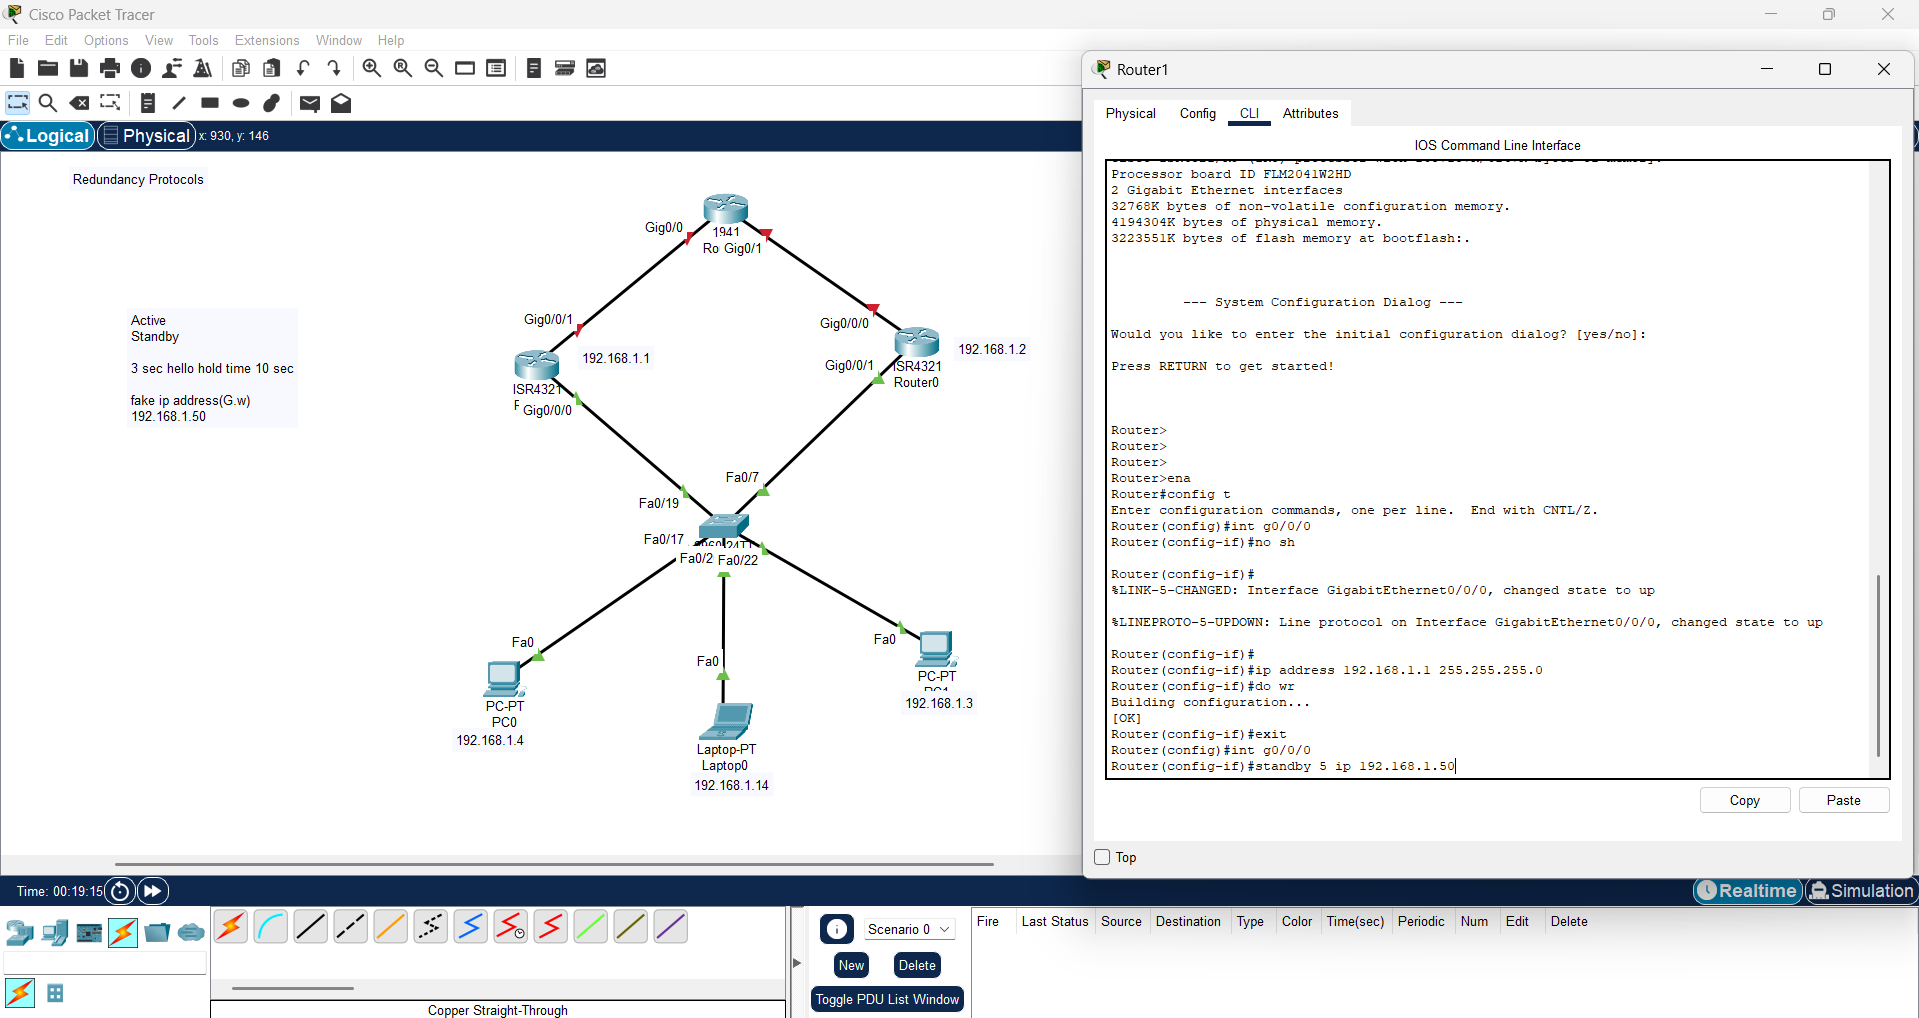 Cisco Packet Tracer
File Edit Options View Tools Extensions Window Help
Logical Physical x: 930, y: 146
Redundancy Protocols
Active
Standby
3 sec hello hold time 10 sec
fake ip address(G.w)
192.168.1.50
Gig0/0
1941
Ro Gig0/1
Gig0/0/1
192.168.1.1
ISR4321
Gig0/0/0
Gig0/0/0
192.168.1.2
Gig0/0/1
ISR4321
Router0
Fa0/7
Fa0/19
Fa0/17
Fa0/2 Fa0/22
Fa0
PC-PT
PC0
192.168.1.4
Fa0
Laptop-PT
Laptop0
192.168.1.14
Fa0
PC-PT
192.168.1.3
Router1
Physical Config CLI Attributes
IOS Command Line Interface
Processor board ID FLM2041W2HD
2 Gigabit Ethernet interfaces
32768K bytes of non-volatile configuration memory.
4194304K bytes of physical memory.
3223551K bytes of flash memory at bootflash:.
--- System Configuration Dialog ---
Would you like to enter the initial configuration dialog? [yes/no]:
Press RETURN to get started!
Router>
Router>
Router>
Router>ena
Router#config t
Enter configuration commands, one per line.  End with CNTL/Z.
Router(config)#int g0/0/0
Router(config-if)#no sh
Router(config-if)#
%LINK-5-CHANGED: Interface GigabitEthernet0/0/0, changed state to up
%LINEPROTO-5-UPDOWN: Line protocol on Interface GigabitEthernet0/0/0, changed state to up
Router(config-if)#
Router(config-if)#ip address 192.168.1.1 255.255.255.0
Router(config-if)#do wr
Building configuration...
[OK]
Router(config-if)#exit
Router(config)#int g0/0/0
Router(config-if)#standby 5 ip 192.168.1.50
Copy Paste
Top
Time: 00:19:15
Realtime Simulation
Scenario 0
New Delete
Toggle PDU List Window
Fire Last Status Source Destination Type Color Time(sec) Periodic Num Edit Delete
Copper Straight-Through